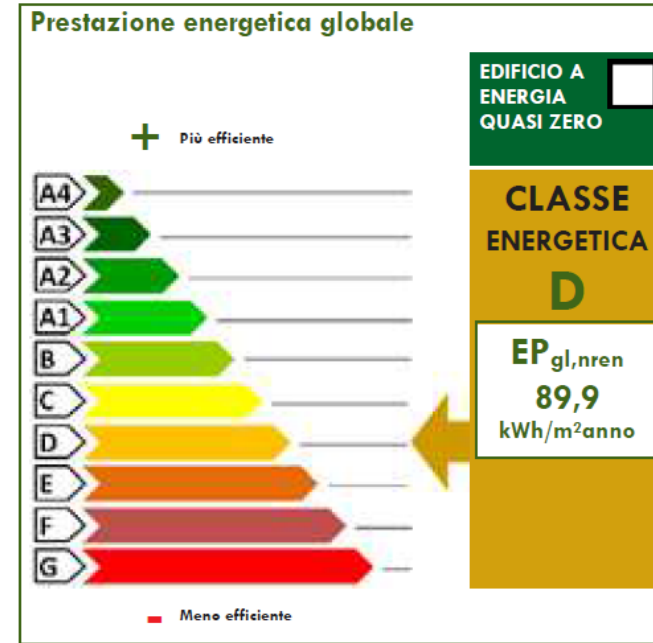 Prestazione energetica globale
EDIFICIO A
ENERGIA
QUASI ZERO
+ Più efficiente
CLASSE
ENERGETICA
D
EPgl,nren
89,9
kWh/m²anno
A4
A3
A2
A1
B
C
D
E
F
G
- Meno efficiente